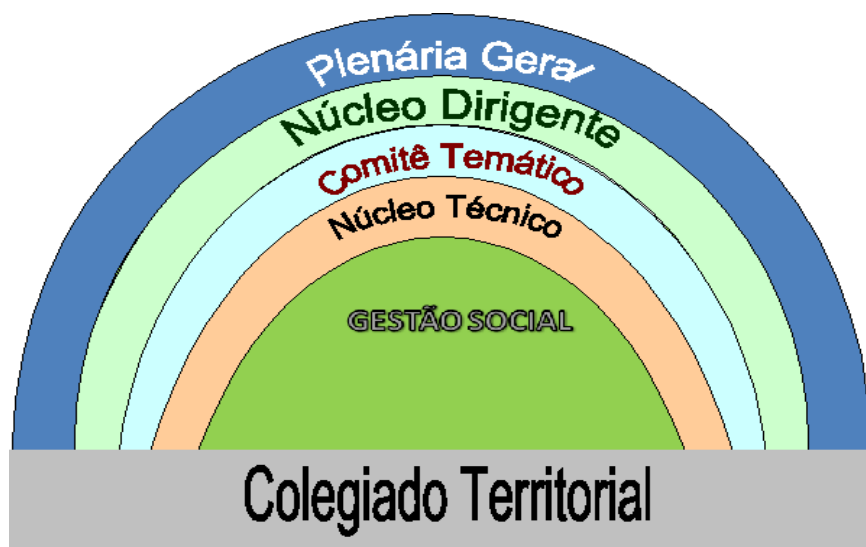 Plenária Geral
Núcleo Dirigente
Comitê Temático
Núcleo Técnico
GESTÃO SOCIAL
Colegiado Territorial